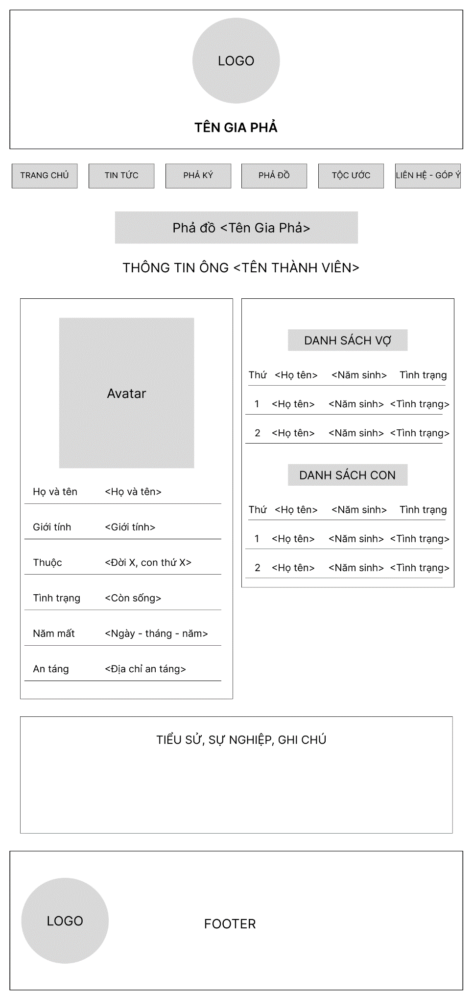 LOGO
TÊN GIA PHẢ
TRANG CHỦ TIN TỨC PHẢ KÝ PHẢ ĐỒ TỘC ƯỚC LIÊN HỆ - GÓP Ý
Phả đồ <Tên Gia Phả>
THÔNG TIN ÔNG <TÊN THÀNH VIÊN>
Avatar
Họ và tên <Họ và tên>
Giới tính <Giới tính>
Thuộc <Đời X, con thứ X>
Tình trạng <Còn sống>
Năm mất <Ngày - tháng - năm>
An táng <Địa chỉ an táng>
DANH SÁCH VỢ
Thứ <Họ tên> <Năm sinh> Tình trạng
1 <Họ tên> <Năm sinh> <Tình trạng>
2 <Họ tên> <Năm sinh> <Tình trạng>
DANH SÁCH CON
Thứ <Họ tên> <Năm sinh> Tình trạng
1 <Họ tên> <Năm sinh> <Tình trạng>
2 <Họ tên> <Năm sinh> <Tình trạng>
TIỂU SỬ, SỰ NGHIỆP, GHI CHÚ
LOGO
FOOTER